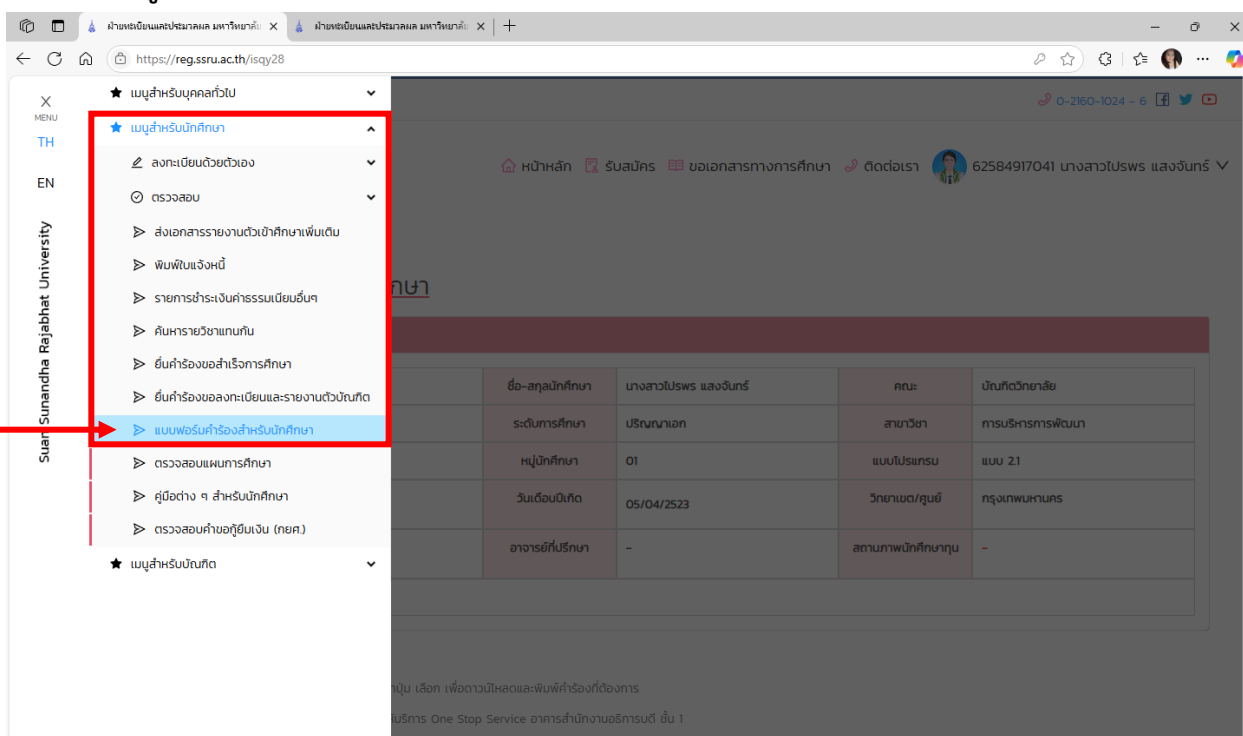 ฝ่ายทะเบียนและประมวลผล มหาวิทยาลัย
ฝ่ายทะเบียนและประมวลผล มหาวิทยาลัย
https://reg.ssru.ac.th/isqy28
MENU
TH
EN
Suan Sunandha Rajabhat University
เมนูสำหรับบุคคลทั่วไป
เมนูสำหรับนักศึกษา
ลงทะเบียนด้วยตัวเอง
ตรวจสอบ
ส่งเอกสารรายงานตัวเข้าศึกษาเพิ่มเติม
พิมพ์ใบแจ้งหนี้
รายการชำระเงินค่าธรรมเนียมอื่นๆ
ค้นหารายวิชาแทนกัน
ยื่นคำร้องขอสำเร็จการศึกษา
ยื่นคำร้องขอลงทะเบียนและรายงานตัวบัณฑิต
แบบฟอร์มคำร้องสำหรับนักศึกษา
ตรวจสอบแผนการศึกษา
คู่มือต่าง ๆ สำหรับนักศึกษา
ตรวจสอบคำขอกู้ยืมเงิน (กยศ.)
เมนูสำหรับบัณฑิต
0-2160-1024 - 6
หน้าหลัก รับสมัคร ขอเอกสารทางการศึกษา ติดต่อเรา 62584917041 นางสาวไปรพร แสงจันทร์
กษา
ชื่อ-สกุลนักศึกษา นางสาวไปรพร แสงจันทร์ คณะ บัณฑิตวิทยาลัย
ระดับการศึกษา ปริญญาเอก สาขาวิชา การบริหารการพัฒนา
หมู่นักศึกษา 01 แบบโปรแกรม แบบ 2.1
วันเดือนปีเกิด 05/04/2523 วิทยาเขต/ศูนย์ กรุงเทพมหานคร
อาจารย์ที่ปรึกษา - สถานภาพนักศึกษาทุน -
ปุ่ม เลือก เพื่อดาวน์โหลดและพิมพ์คำร้องที่ต้องการ
บริการ One Stop Service อาคารสำนักงานอธิการบดี ชั้น 1